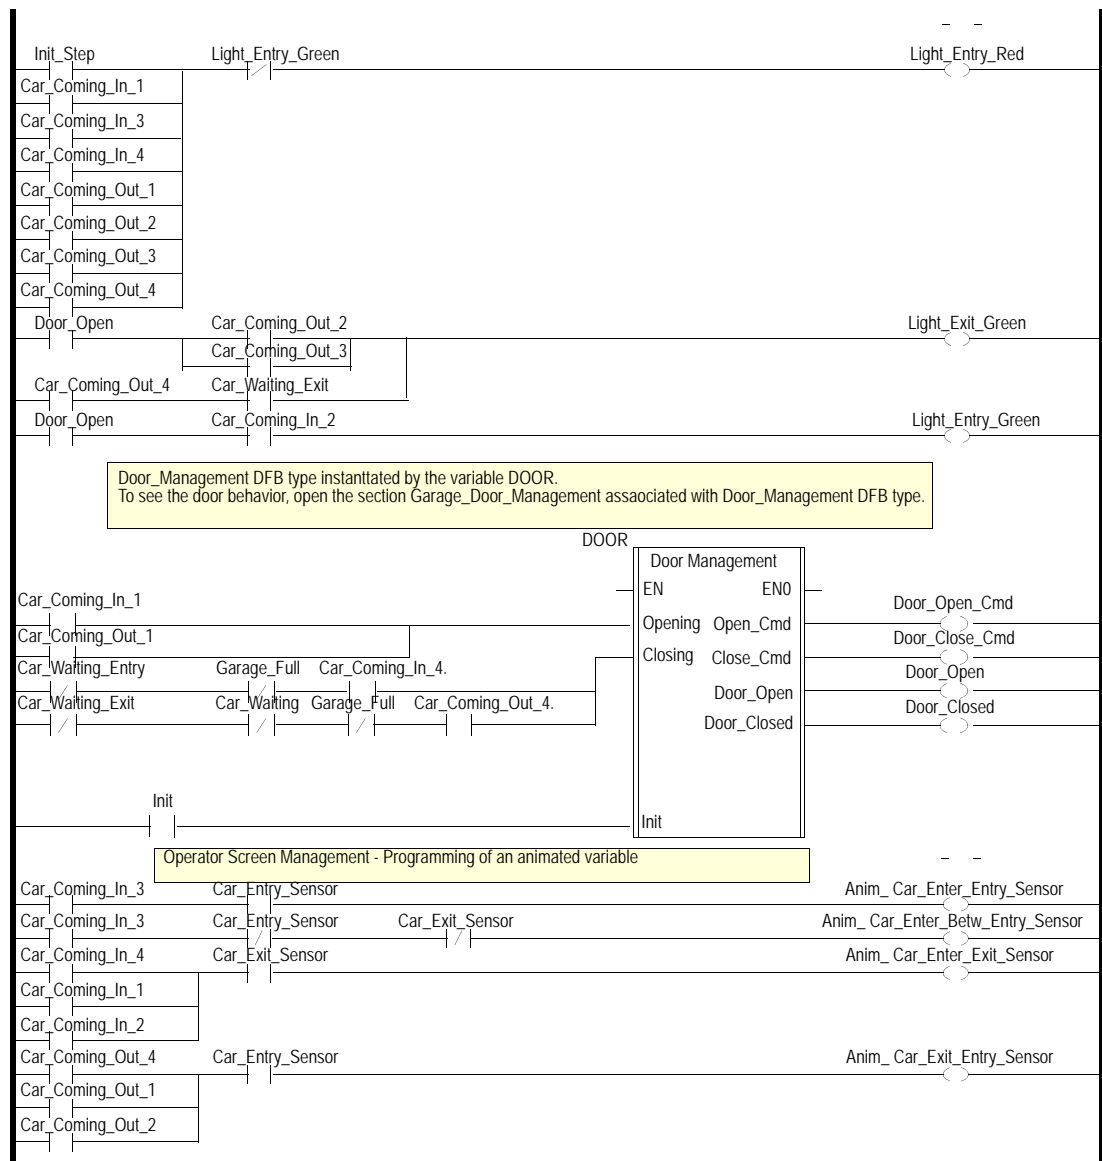 Init_Step Light_Entry_Green Light_Entry_Red
Car_Coming_In_1
Car_Coming_In_3
Car_Coming_In_4
Car_Coming_Out_1
Car_Coming_Out_2
Car_Coming_Out_3
Car_Coming_Out_4
Door_Open Car_Coming_Out_2 Light_Exit_Green
Car_Coming_Out_3
Car_Coming_Out_4 Car_Waiting_Exit
Door_Open Car_Coming_In_2 Light_Entry_Green
Door_Management DFB type instanttated by the variable DOOR.
To see the door behavior, open the section Garage_Door_Management assaociated with Door_Management DFB type.
DOOR
Door Management
EN EN0
Car_Coming_In_1 Door_Open_Cmd
Opening Open_Cmd
Car_Coming_Out_1 Door_Close_Cmd
Closing Close_Cmd
Car_Waiting_Entry Garage_Full Car_Coming_In_4. Door_Open
Door_Open
Car_Waiting_Exit Car_Waiting Garage_Full Car_Coming_Out_4. Door_Closed
Door_Closed
Init
Init
Operator Screen Management - Programming of an animated variable
Car_Coming_In_3 Car_Entry_Sensor Anim_ Car_Enter_Entry_Sensor
Car_Coming_In_3 Car_Entry_Sensor Car_Exit_Sensor Anim_ Car_Enter_Betw_Entry_Sensor
Car_Coming_In_4 Car_Exit_Sensor Anim_ Car_Enter_Exit_Sensor
Car_Coming_In_1
Car_Coming_In_2
Car_Coming_Out_4 Car_Entry_Sensor Anim_ Car_Exit_Entry_Sensor
Car_Coming_Out_1
Car_Coming_Out_2